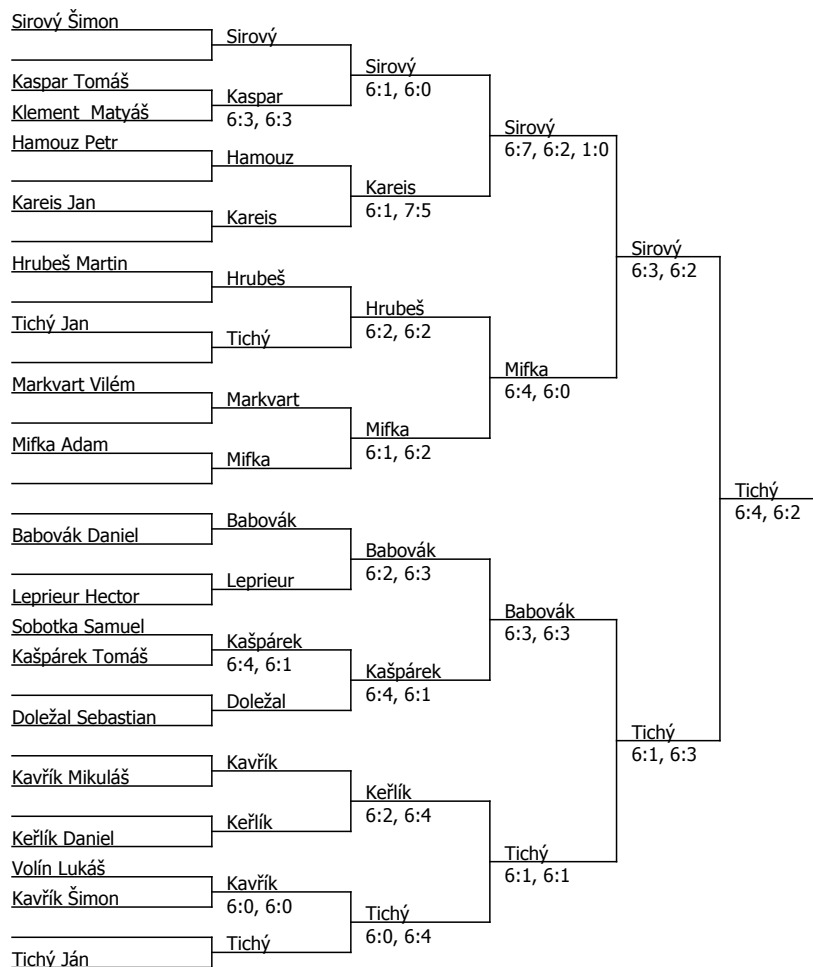 Sirový Šimon
Sirový
Sirový
6:1, 6:0
Kaspar Tomáš
Kaspar
Klement  Matyáš
6:3, 6:3
Sirový
6:7, 6:2, 1:0
Hamouz Petr
Hamouz
Kareis
6:1, 7:5
Kareis Jan
Kareis
Sirový
6:3, 6:2
Hrubeš Martin
Hrubeš
Hrubeš
6:2, 6:2
Tichý Jan
Tichý
Mifka
6:4, 6:0
Markvart Vilém
Markvart
Mifka
6:1, 6:2
Mifka Adam
Mifka
Tichý
6:4, 6:2
Babovák
Babovák Daniel
Babovák
6:2, 6:3
Leprieur
Leprieur Hector
Babovák
6:3, 6:3
Sobotka Samuel
Kašpárek
Kašpárek Tomáš
6:4, 6:1
Kašpárek
6:4, 6:1
Doležal
Doležal Sebastian
Tichý
6:1, 6:3
Kavřík
Kavřík Mikuláš
Keřlík
6:2, 6:4
Keřlík
Keřlík Daniel
Tichý
6:1, 6:1
Volín Lukáš
Kavřík
Kavřík Šimon
6:0, 6:0
Tichý
6:0, 6:4
Tichý
Tichý Ján